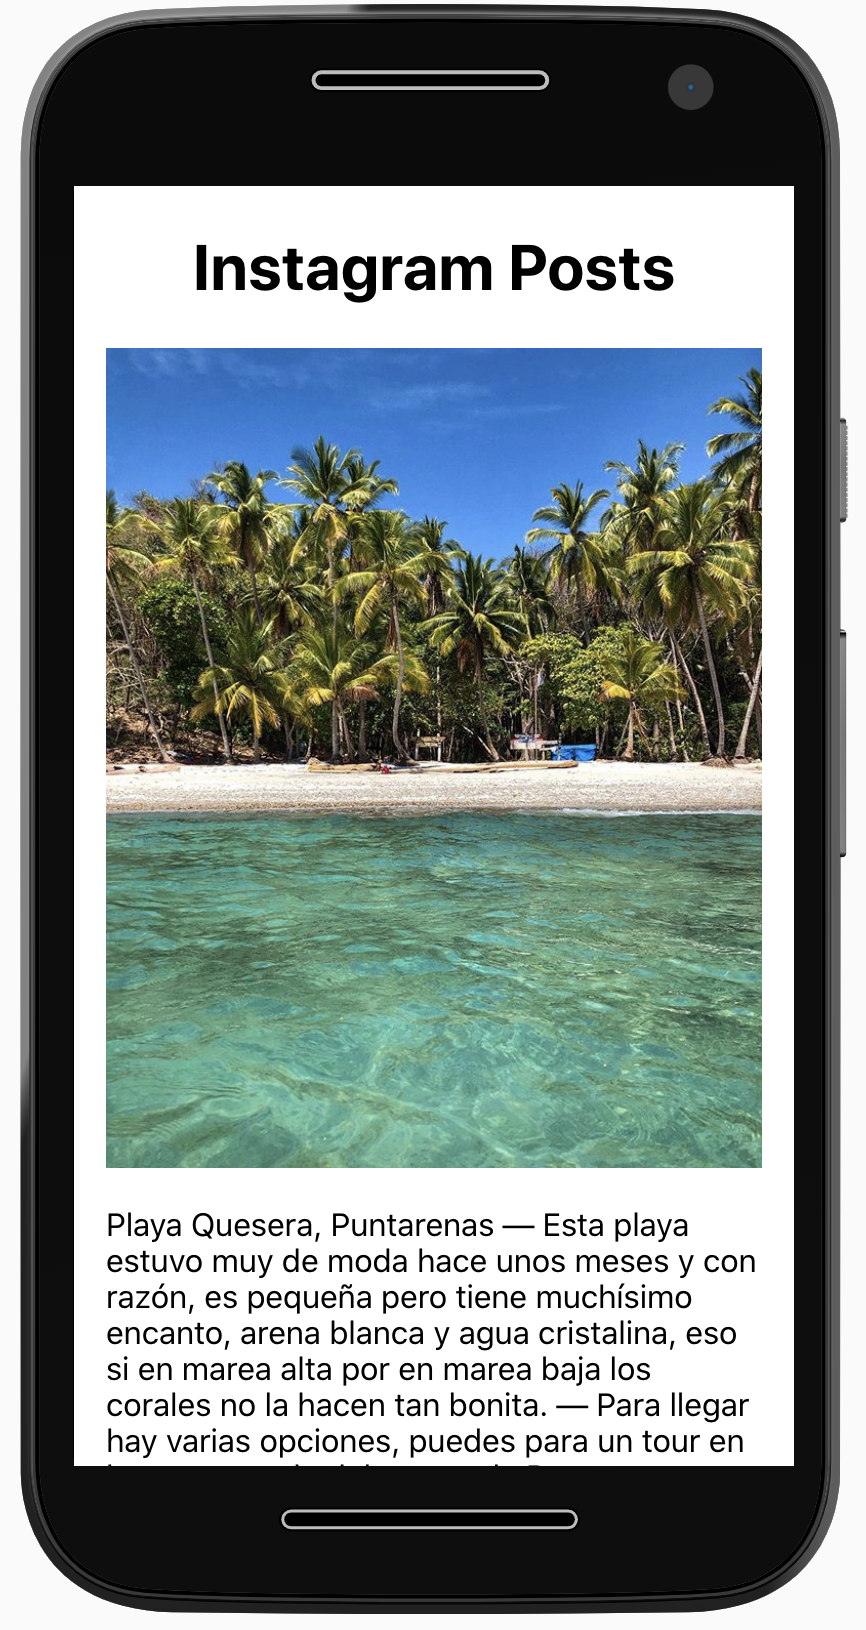 Instagram Posts
Playa Quesera, Puntarenas — Esta playa
estuvo muy de moda hace unos meses y con
razón, es pequeña pero tiene muchísimo
encanto, arena blanca y agua cristalina, eso
si en marea alta por en marea baja los
corales no la hacen tan bonita. — Para llegar
hay varias opciones, puedes para un tour en